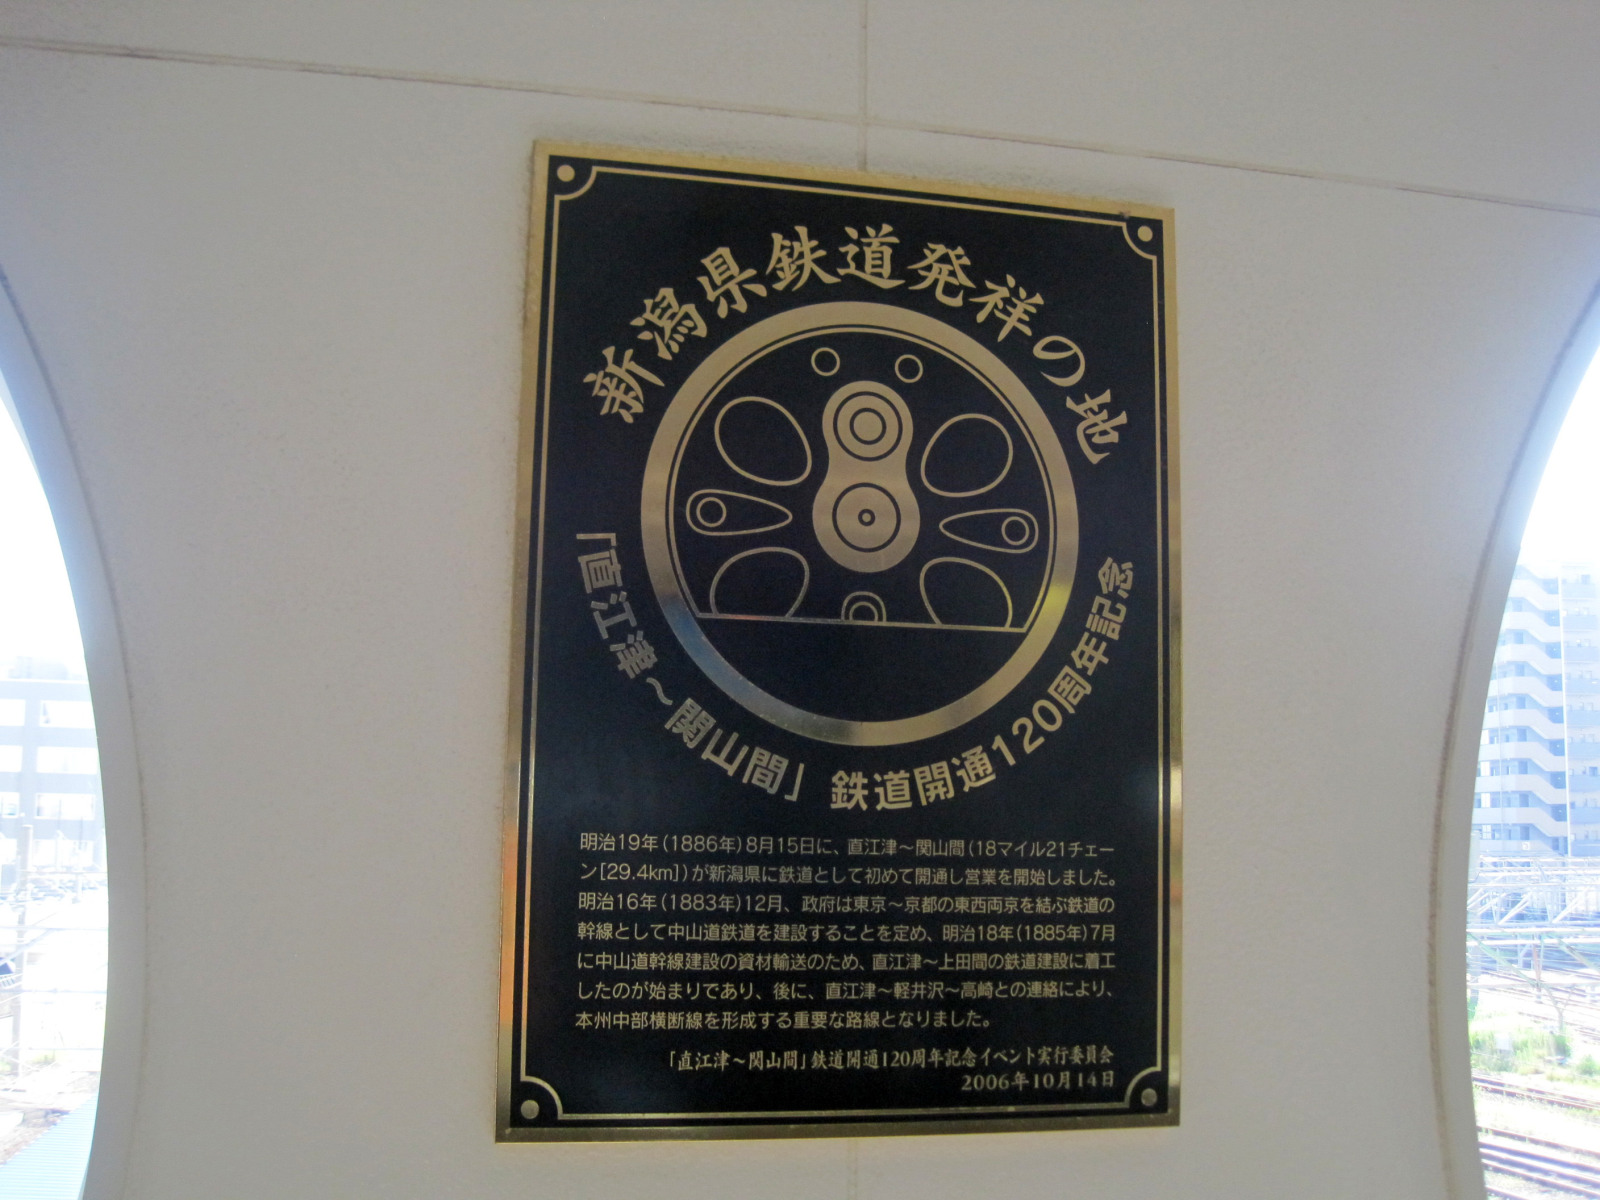 新潟県鉄道発祥の地
「直江津～関山間」鉄道開通120周年記念
明治19年(1886年)8月15日に、直江津～関山間(18マイル21チェー
ン[29.4km])が新潟県に鉄道として初めて開通し営業を開始しました。
明治16年(1883年)12月、政府は東京～京都の東西両京を結ぶ鉄道の
幹線として中山道鉄道を建設することを定め、明治18年(1885年)7月
に中山道幹線建設の資材輸送のため、直江津～上田間の鉄道建設に着工
したのが始まりであり、後に、直江津～軽井沢～高崎との連絡により、
本州中部横断線を形成する重要な路線となりました。
「直江津～関山間」鉄道開通120周年記念イベント実行委員会
2006年10月14日